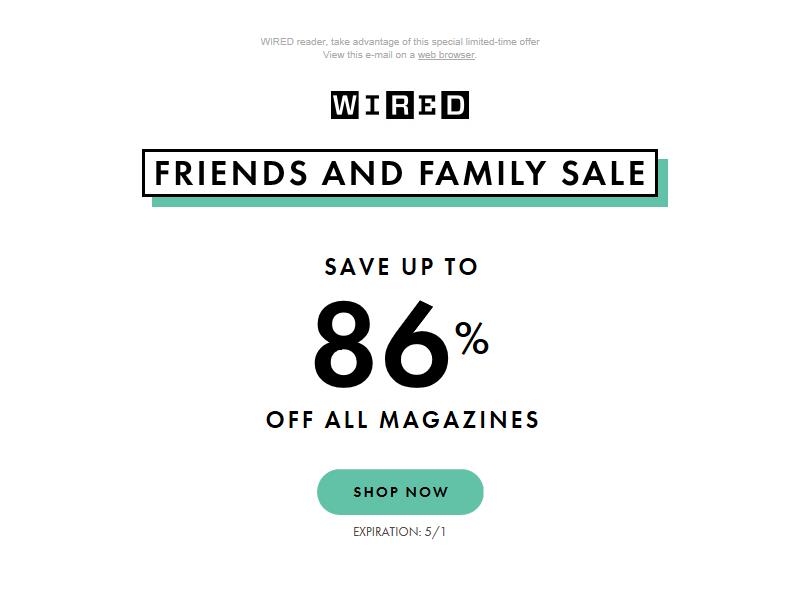 WIRED reader, take advantage of this special limited-time offer
View this e-mail on a web browser.
WIRED
FRIENDS AND FAMILY SALE
SAVE UP TO
86%
OFF ALL MAGAZINES
SHOP NOW
EXPIRATION: 5/1